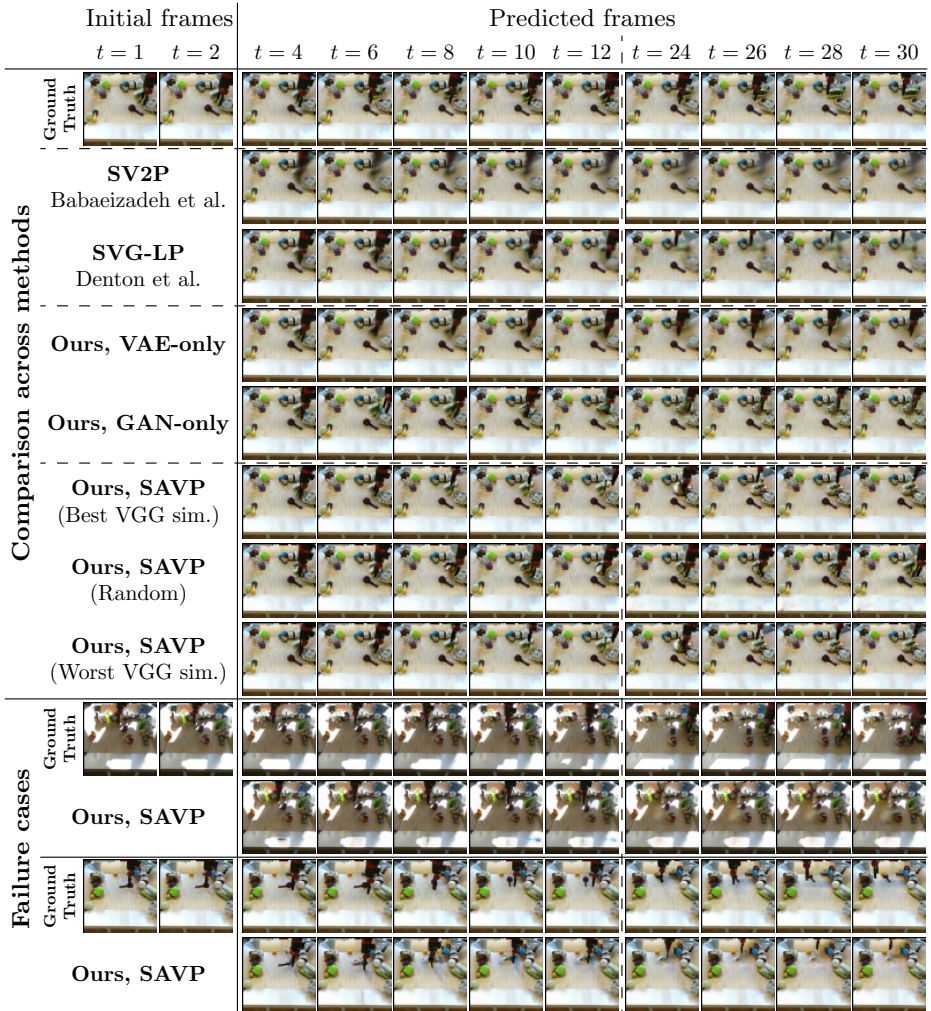 Initial frames Predicted frames
t = 1 t = 2 t = 4 t = 6 t = 8 t = 10 t = 12 t = 24 t = 26 t = 28 t = 30
Comparison across methods
Ground
Truth
SV2P
Babaeizadeh et al.
SVG-LP
Denton et al.
Ours, VAE-only
Ours, GAN-only
Ours, SAVP
(Best VGG sim.)
Ours, SAVP
(Random)
Ours, SAVP
(Worst VGG sim.)
Failure cases
Ground
Truth
Ours, SAVP
Ground
Truth
Ours, SAVP